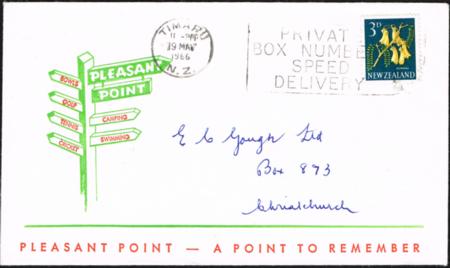 TIMARU
19 MAY
1966
N.Z.
PRIVATE
BOX NUMBE
SPEED
DELIVERY
3D
NEW ZEALAND
PLEASANT
POINT
BOWLS
GOLF
TENNIS
CRICKET
CAMPING
SWIMMING
E C Gough Ltd
Box 873
Christchurch
PLEASANT POINT — A POINT TO REMEMBER